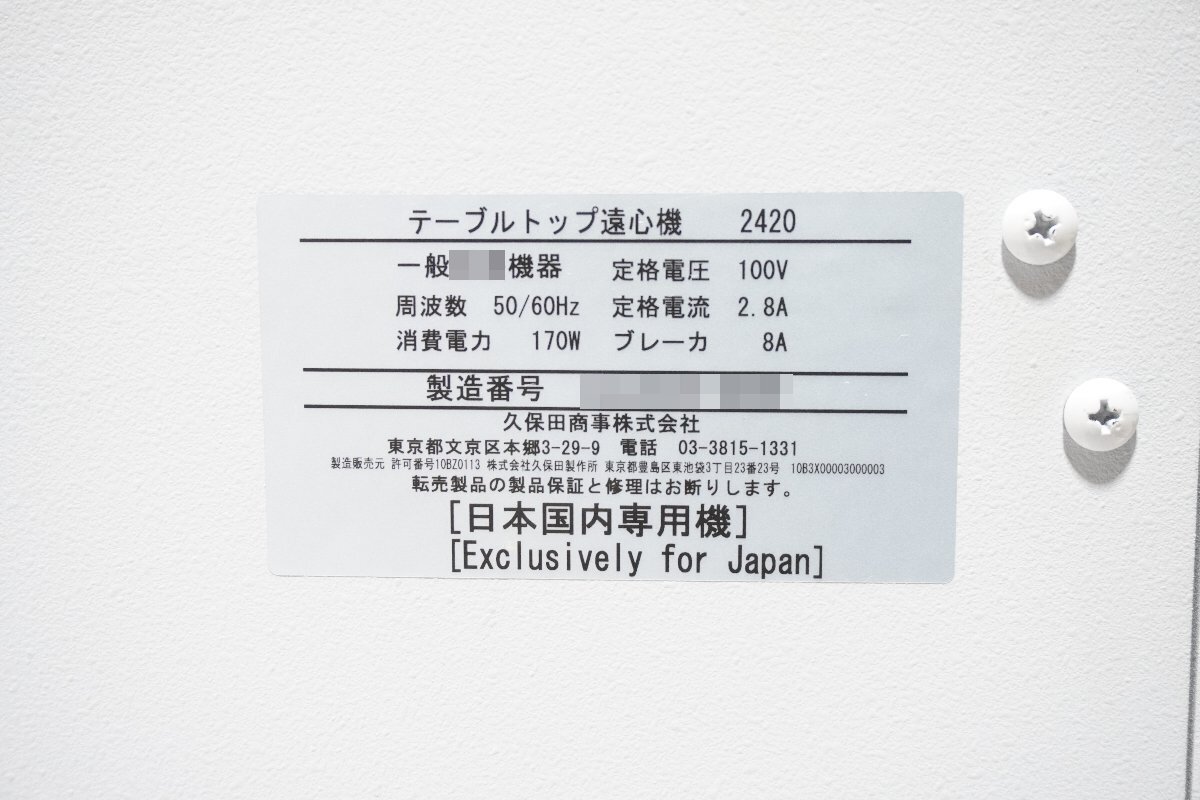 テーブルトップ遠心機 2420
一般 機器 定格電圧 100V
周波数 50/60Hz 定格電流 2.8A
消費電力 170W ブレーカ 8A
製造番号
久保田商事株式会社
東京都文京区本郷3-29-9 電話 03-3815-1331
製造販売元 許可番号10BZ0113 株式会社久保田製作所 東京都豊島区東池袋3丁目23番23号 10B3X00003000003
転売製品の製品保証と修理はお断りします。
[日本国内専用機]
[Exclusively for Japan]